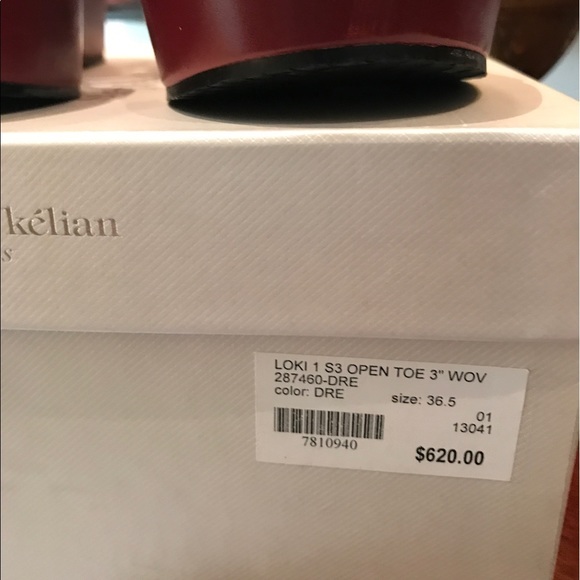 kélian
s
LOKI 1 S3 OPEN TOE 3" WOV
287460-DRE
color: DRE size: 36.5
01
13041
7810940
$620.00